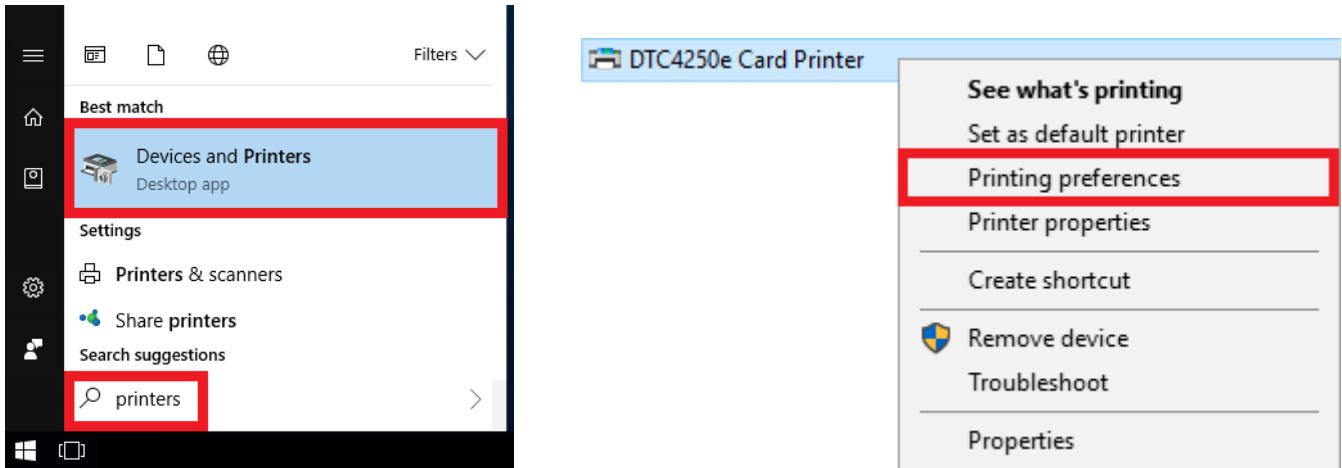 Filters
Best match
Devices and Printers
Desktop app
Settings
Printers & scanners
Share printers
Search suggestions
printers
DTC4250e Card Printer
See what's printing
Set as default printer
Printing preferences
Printer properties
Create shortcut
Remove device
Troubleshoot
Properties